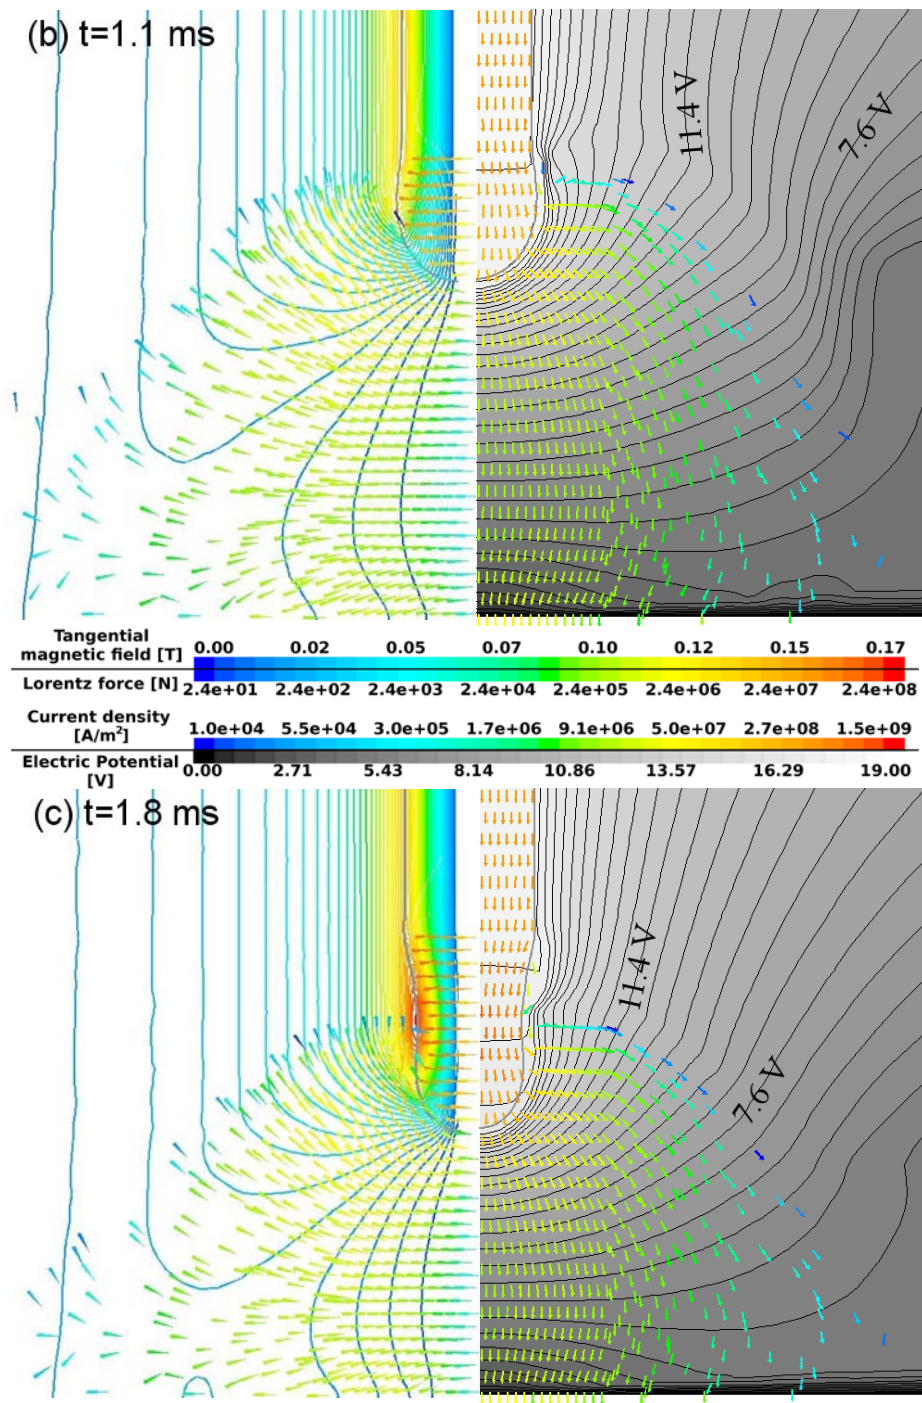 (b) t=1.1 ms
11.4 V
7.6 V
Tangential
magnetic field [T]
0.00 0.02 0.05 0.07 0.10 0.12 0.15 0.17
Lorentz force [N]
2.4e+01 2.4e+02 2.4e+03 2.4e+04 2.4e+05 2.4e+06 2.4e+07 2.4e+08
Current density
[A/m²]
1.0e+04 5.5e+04 3.0e+05 1.7e+06 9.1e+06 5.0e+07 2.7e+08 1.5e+09
Electric Potential
[V]
0.00 2.71 5.43 8.14 10.86 13.57 16.29 19.00
(c) t=1.8 ms
11.4 V
7.6 V